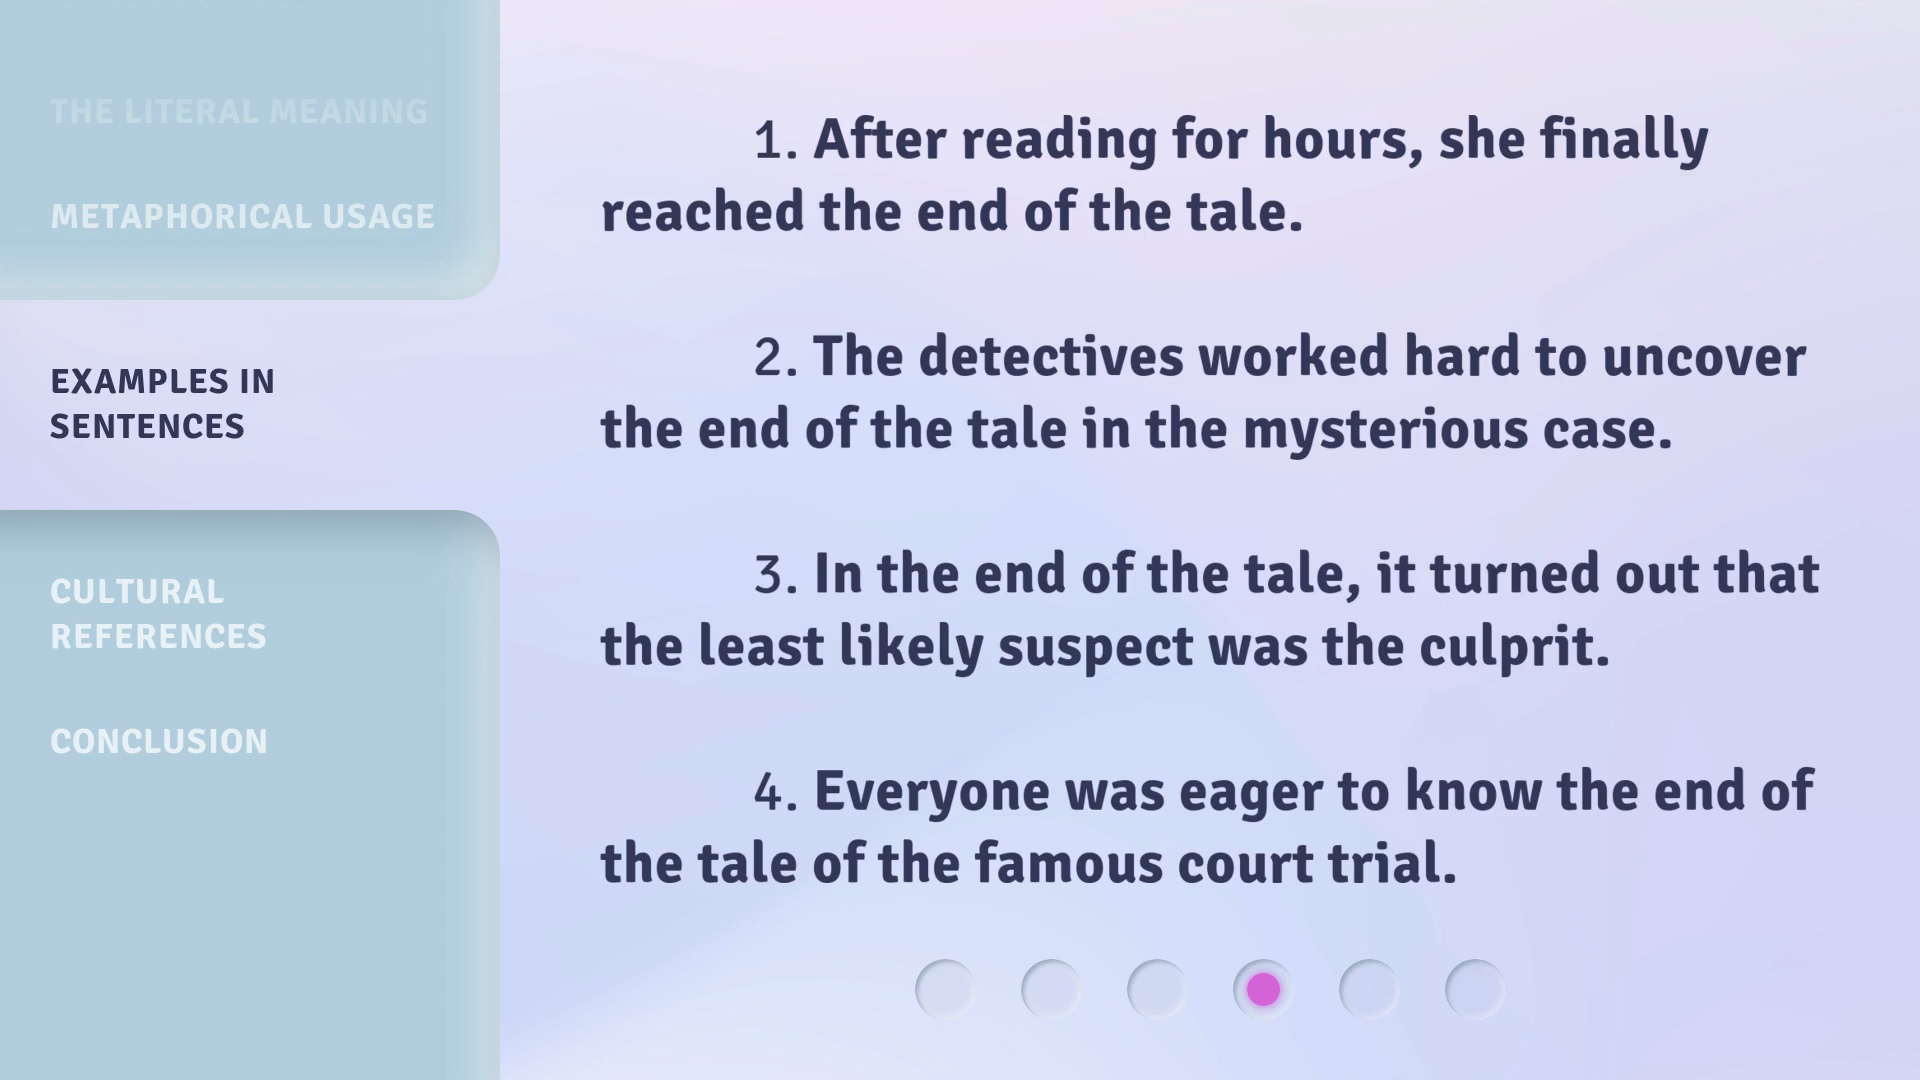 THE LITERAL MEANING
METAPHORICAL USAGE
EXAMPLES IN
SENTENCES
CULTURAL
REFERENCES
CONCLUSION
1. After reading for hours, she finally
reached the end of the tale.
2. The detectives worked hard to uncover
the end of the tale in the mysterious case.
3. In the end of the tale, it turned out that
the least likely suspect was the culprit.
4. Everyone was eager to know the end of
the tale of the famous court trial.